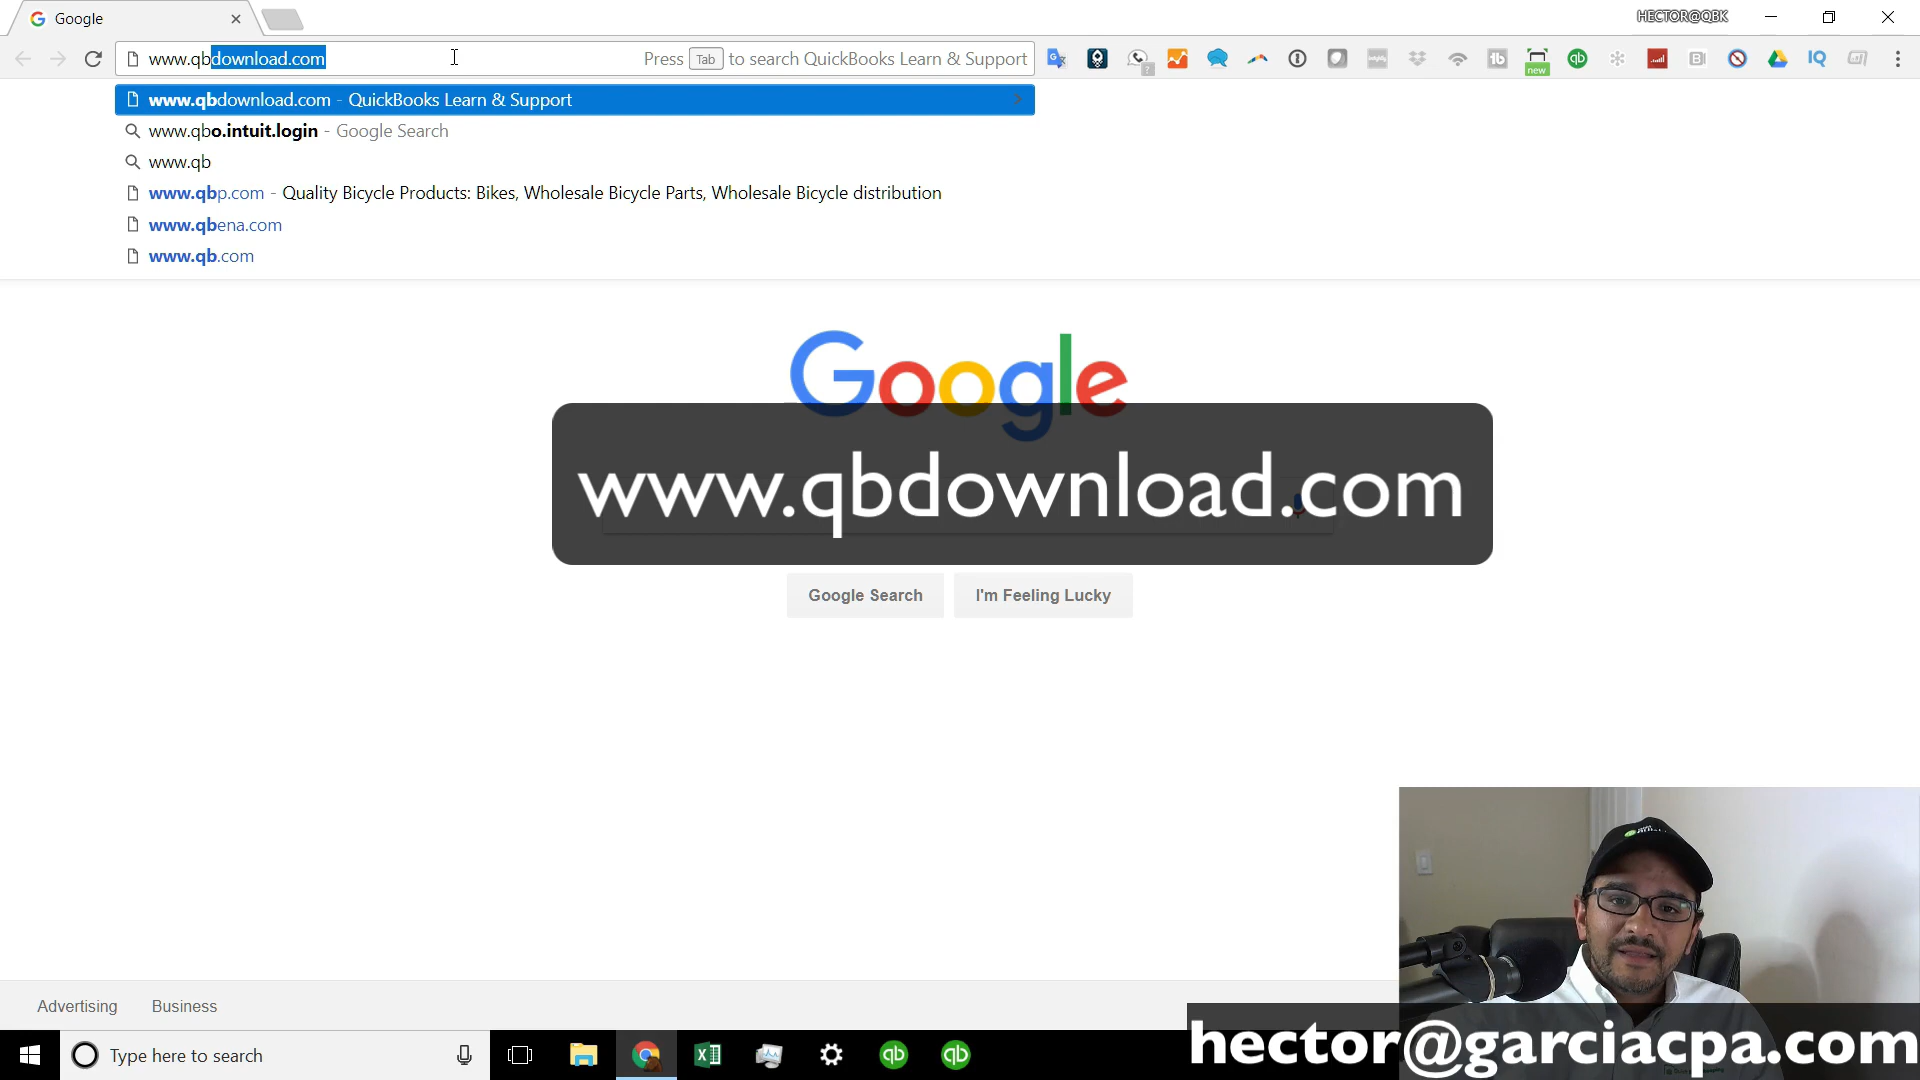 Google
HECTOR@QBK
www.qbdownload.com
Press Tab to search QuickBooks Learn & Support
new
www.qbdownload.com - QuickBooks Learn & Support
www.qbo.intuit.login - Google Search
www.qb
www.qbp.com - Quality Bicycle Products: Bikes, Wholesale Bicycle Parts, Wholesale Bicycle distribution
www.qbena.com
www.qb.com
Google
www.qbdownload.com
Google Search
I'm Feeling Lucky
Advertising
Business
Type here to search
hector@garciacpa.com